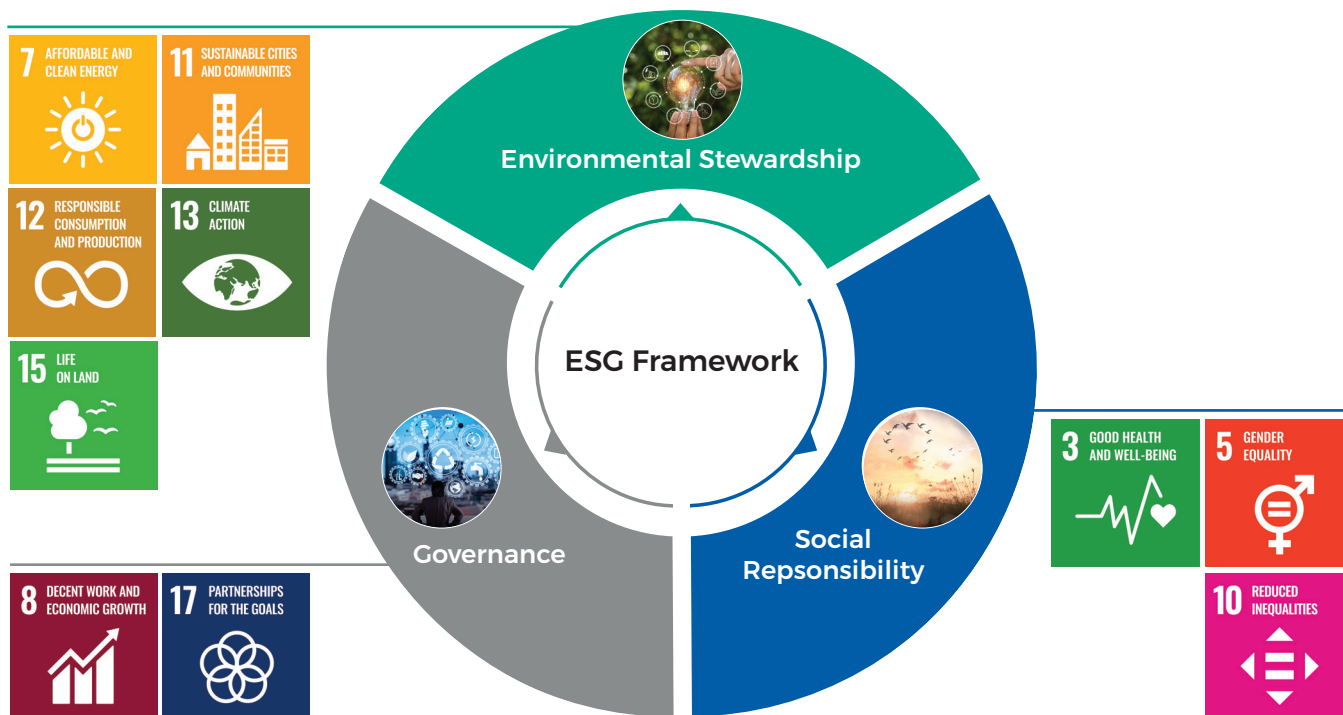 7 AFFORDABLE AND
CLEAN ENERGY
11 SUSTAINABLE CITIES
AND COMMUNITIES
12 RESPONSIBLE
CONSUMPTION
AND PRODUCTION
13 CLIMATE
ACTION
15 LIFE
ON LAND
Environmental Stewardship
ESG Framework
Governance
Social
Repsonsibility
3 GOOD HEALTH
AND WELL-BEING
5 GENDER
EQUALITY
10 REDUCED
INEQUALITIES
8 DECENT WORK AND
ECONOMIC GROWTH
17 PARTNERSHIPS
FOR THE GOALS